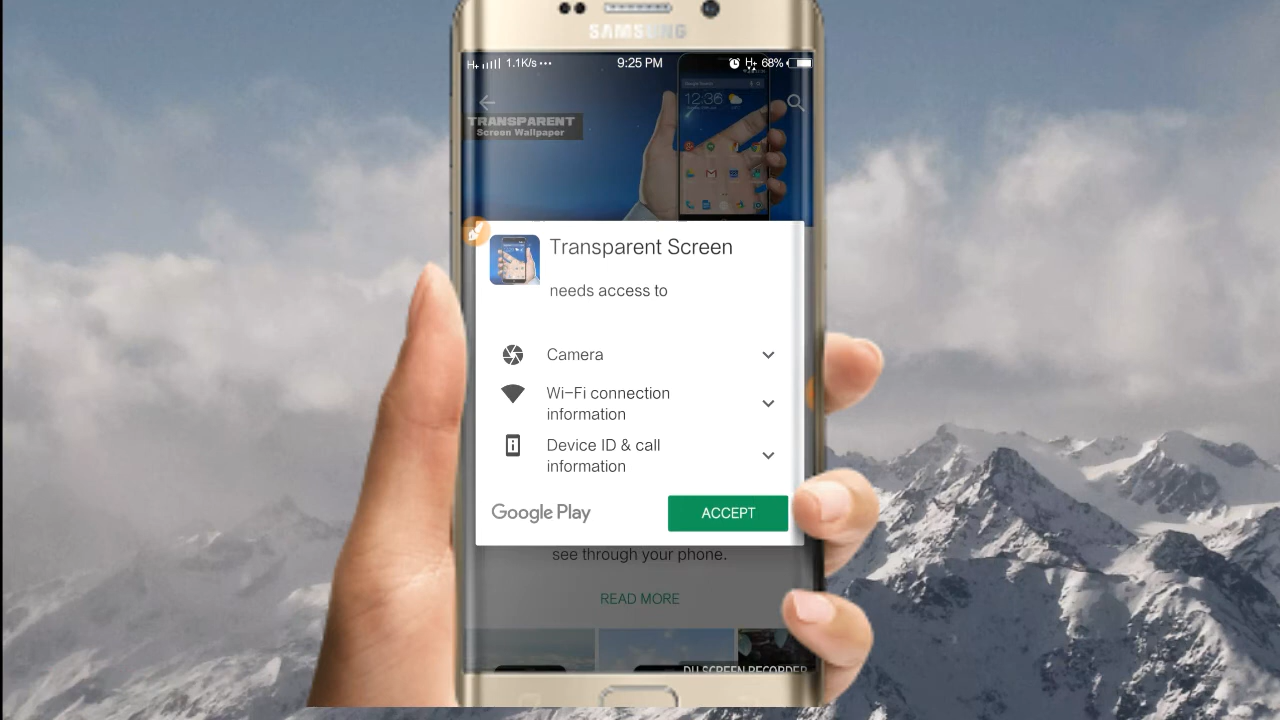 SAMSUNG
H+ 1.1K/s ··· 9:25 PM H+ 68%
TRANSPARENT
Screen Wallpaper
12:36
Transparent Screen
needs access to
Camera
Wi-Fi connection
information
Device ID & call
information
Google Play ACCEPT
see through your phone.
READ MORE
DU SCREEN RECORDER